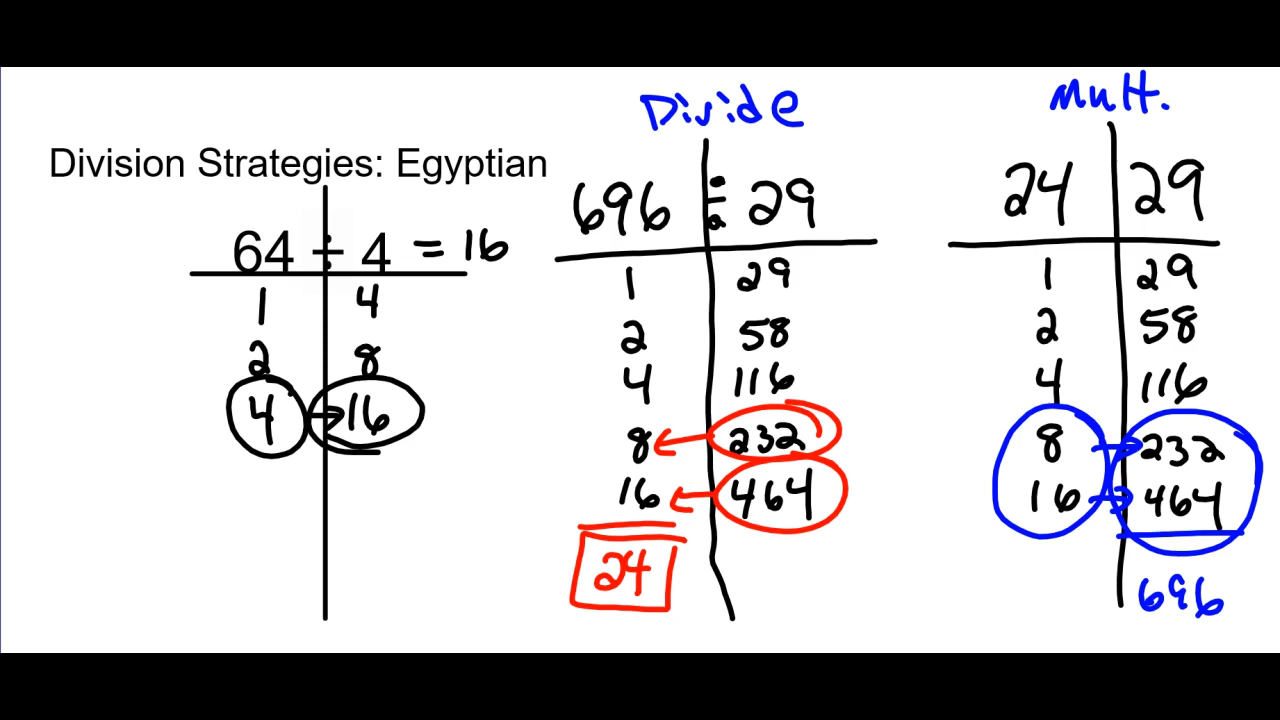 Division Strategies: Egyptian
64 ÷ 4 = 16
1 4
2 8
4 → 16
Divide
696 ÷ 29
1 29
2 58
4 116
8 ← 232
16 ← 464
24
Mult.
24 29
1 29
2 58
4 116
8 → 232
16 → 464
696